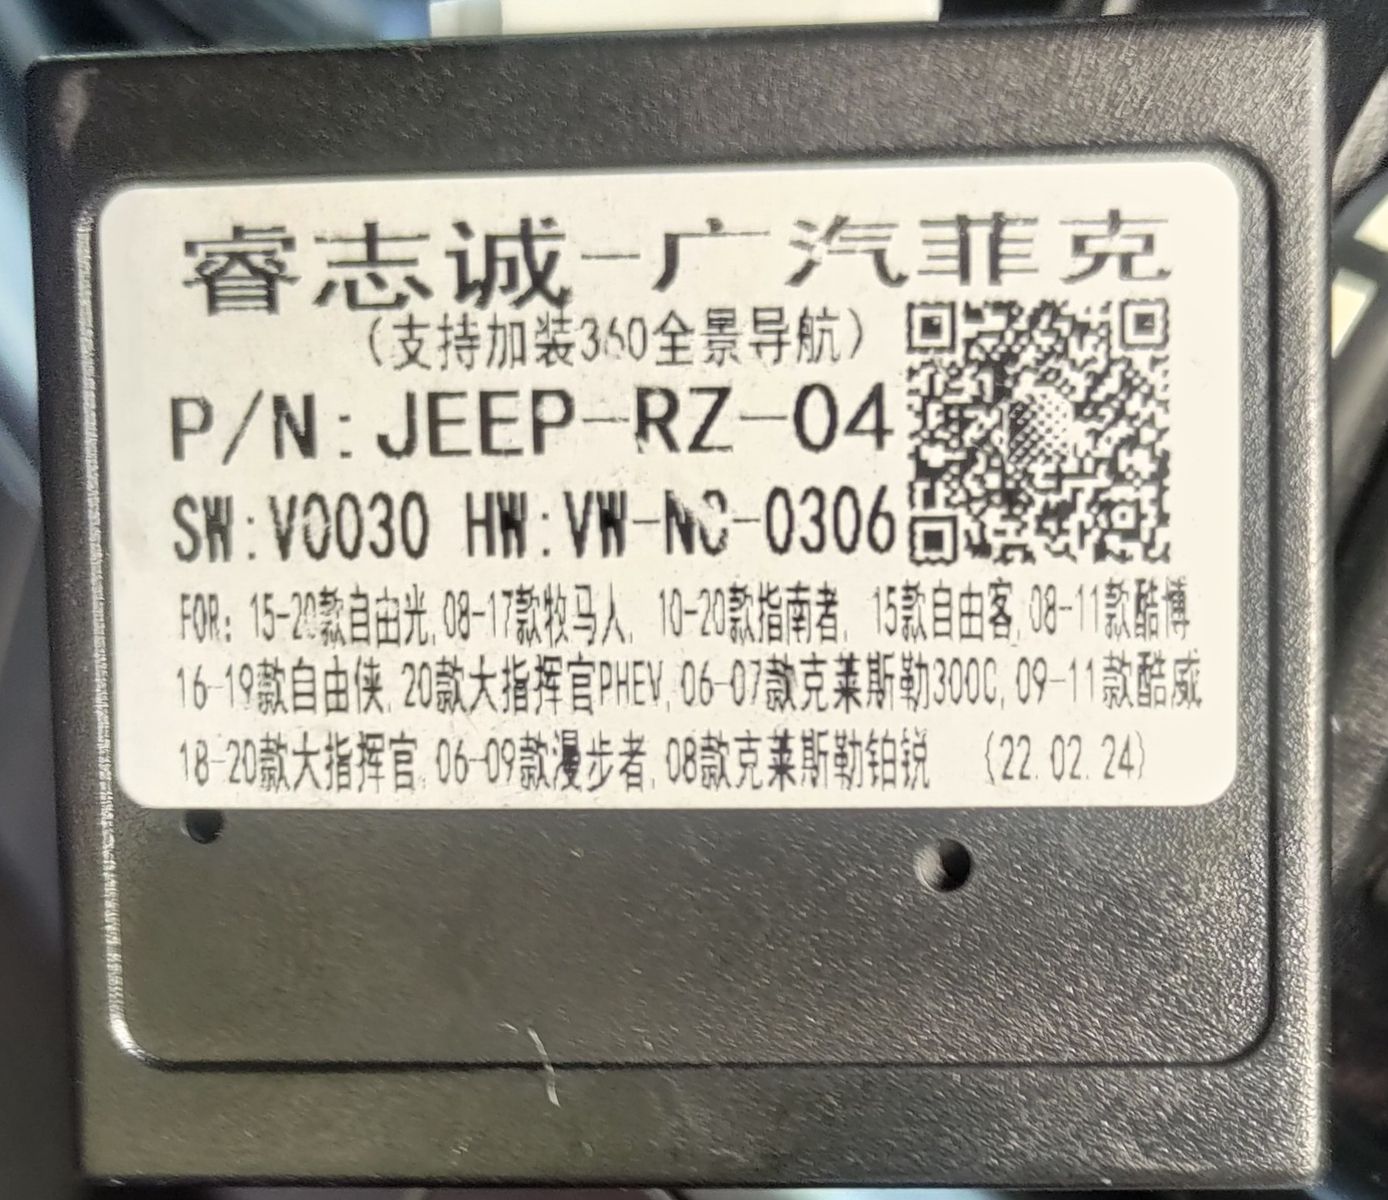 睿志诚-广汽菲克
(支持加装360全景导航)
P/N:JEEP-RZ-04
SW:V0030 HW:VW-NC-0306
FOR: 15-20款自由光,08-17款牧马人, 10-20款指南者, 15款自由客,08-11款酷博
16-19款自由侠,20款大指挥官PHEV,06-07款克莱斯勒300C,09-11款酷威
18-20款大指挥官,06-09款漫步者,08款克莱斯勒铂锐 {22.02.24}